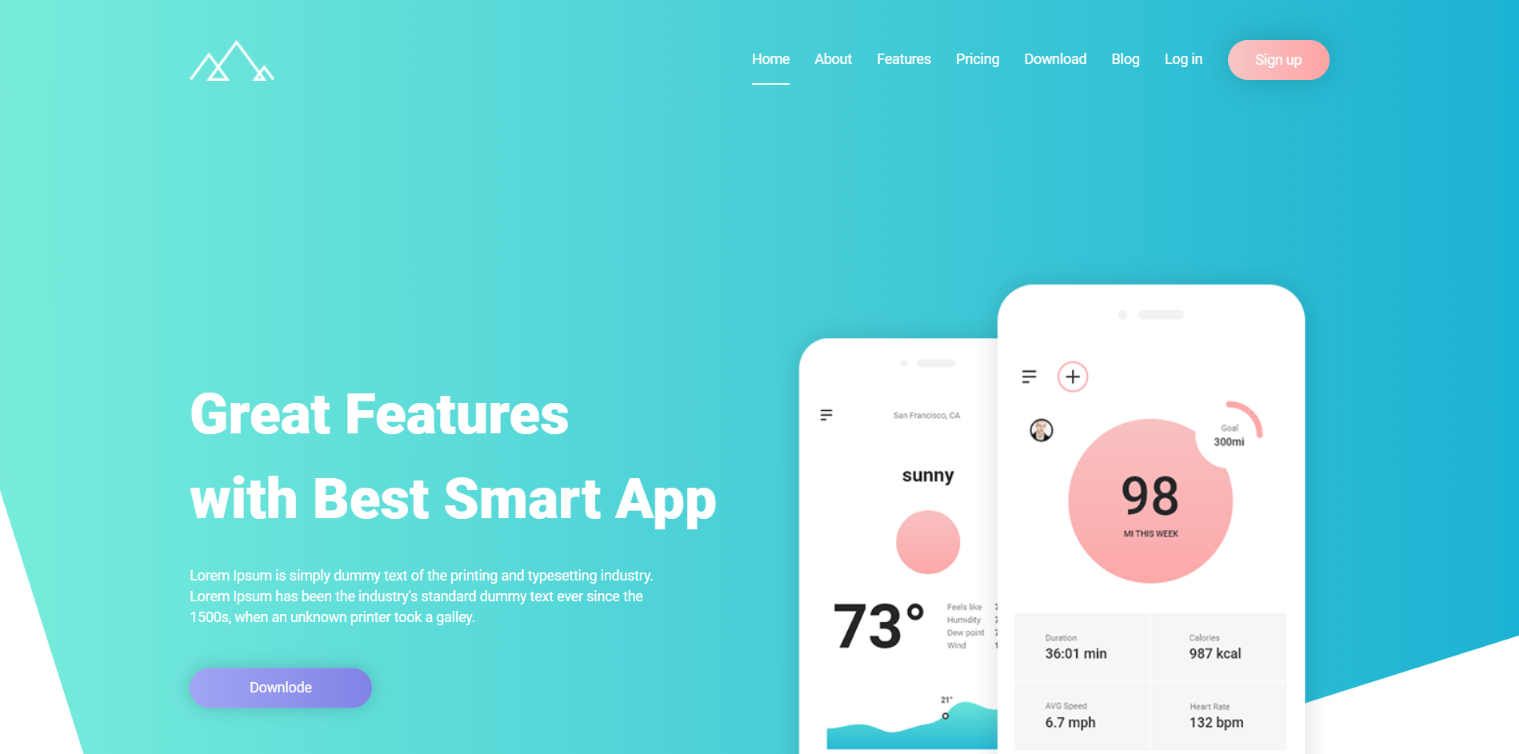 Home About Features Pricing Download Blog Log in Sign up
Great Features
with Best Smart App
Lorem Ipsum is simply dummy text of the printing and typesetting industry.
Lorem Ipsum has been the industry's standard dummy text ever since the
1500s, when an unknown printer took a galley.
Downlode
San Francisco, CA
sunny
73°
Feels like
Humidity
Dew point
Wind
21°
Goal
300mi
98
MI THIS WEEK
Duration
36:01 min
Calories
987 kcal
AVG Speed
6.7 mph
Heart Rate
132 bpm